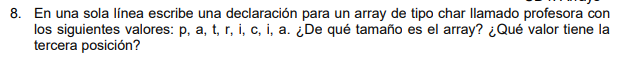 8. En una sola línea escribe una declaración para un array de tipo char llamado profesora con
los siguientes valores: p, a, t, r, i, c, i, a. ¿De qué tamaño es el array? ¿Qué valor tiene la
tercera posición?